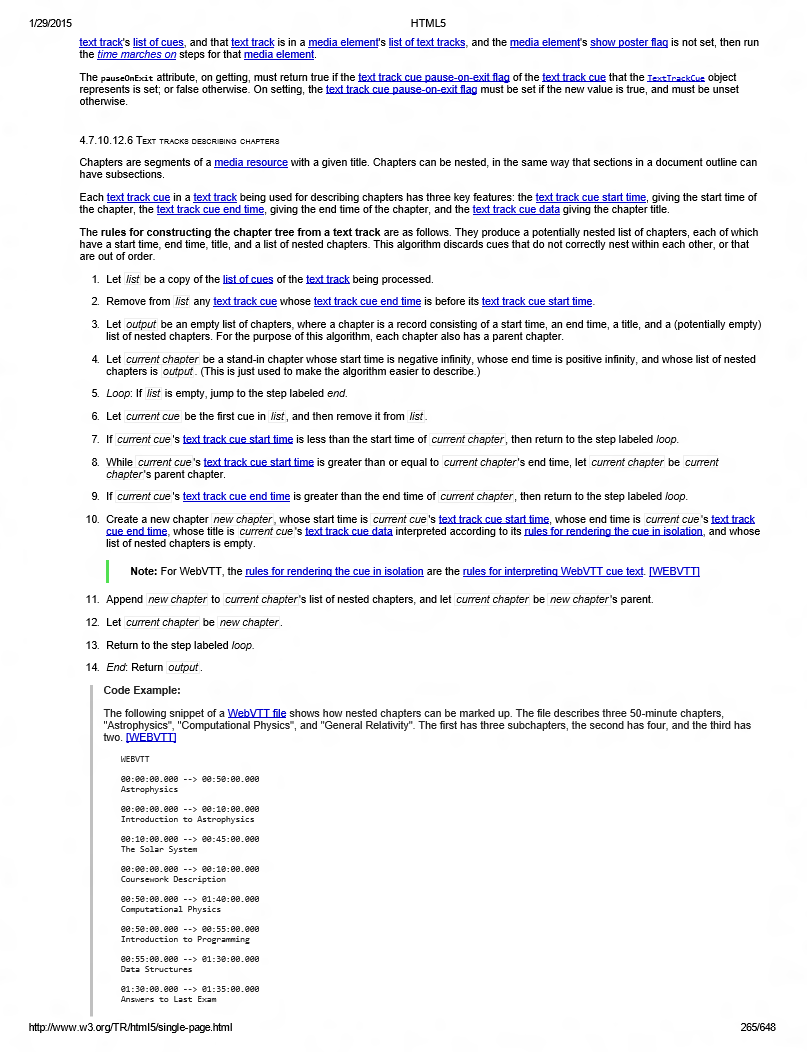 1/29/2015 HTML5
text track's list of cues, and that text track is in a media element's list of text tracks, and the media element's show poster flag is not set, then run
the time marches on steps for that media element.
The pauseOnExit attribute, on getting, must return true if the text track cue pause-on-exit flag of the text track cue that the TextTrackCue object
represents is set; or false otherwise. On setting, the text track cue pause-on-exit flag must be set if the new value is true, and must be unset
otherwise.
4.7.10.12.6 TEXT TRACKS DESCRIBING CHAPTERS
Chapters are segments of a media resource with a given title. Chapters can be nested, in the same way that sections in a document outline can
have subsections.
Each text track cue in a text track being used for describing chapters has three key features: the text track cue start time, giving the start time of
the chapter, the text track cue end time, giving the end time of the chapter, and the text track cue data giving the chapter title.
The rules for constructing the chapter tree from a text track are as follows. They produce a potentially nested list of chapters, each of which
have a start time, end time, title, and a list of nested chapters. This algorithm discards cues that do not correctly nest within each other, or that
are out of order.
1. Let list be a copy of the list of cues of the text track being processed.
2. Remove from list any text track cue whose text track cue end time is before its text track cue start time.
3. Let output be an empty list of chapters, where a chapter is a record consisting of a start time, an end time, a title, and a (potentially empty)
list of nested chapters. For the purpose of this algorithm, each chapter also has a parent chapter.
4. Let current chapter be a stand-in chapter whose start time is negative infinity, whose end time is positive infinity, and whose list of nested
chapters is output. (This is just used to make the algorithm easier to describe.)
5. Loop: If list is empty, jump to the step labeled end.
6. Let current cue be the first cue in list, and then remove it from list.
7. If current cue's text track cue start time is less than the start time of current chapter, then return to the step labeled loop.
8. While current cue's text track cue start time is greater than or equal to current chapter's end time, let current chapter be current
chapter's parent chapter.
9. If current cue's text track cue end time is greater than the end time of current chapter, then return to the step labeled loop.
10. Create a new chapter new chapter, whose start time is current cue's text track cue start time, whose end time is current cue's text track
cue end time, whose title is current cue's text track cue data interpreted according to its rules for rendering the cue in isolation, and whose
list of nested chapters is empty.
Note: For WebVTT, the rules for rendering the cue in isolation are the rules for interpreting WebVTT cue text. [WEBVTT]
11. Append new chapter to current chapter's list of nested chapters, and let current chapter be new chapter's parent.
12. Let current chapter be new chapter.
13. Return to the step labeled loop.
14. End: Return output.
Code Example:
The following snippet of a WebVTT file shows how nested chapters can be marked up. The file describes three 50-minute chapters,
"Astrophysics", "Computational Physics", and "General Relativity". The first has three subchapters, the second has four, and the third has
two. [WEBVTT]
WEBVTT
00:00:00.000 --> 00:50:00.000
Astrophysics
00:00:00.000 --> 00:10:00.000
Introduction to Astrophysics
00:10:00.000 --> 00:45:00.000
The Solar System
00:00:00.000 --> 00:10:00.000
Coursework Description
00:50:00.000 --> 01:40:00.000
Computational Physics
00:50:00.000 --> 00:55:00.000
Introduction to Programming
00:55:00.000 --> 01:30:00.000
Data Structures
01:30:00.000 --> 01:35:00.000
Answers to Last Exam
http://www.w3.org/TR/html5/single-page.html 265/648